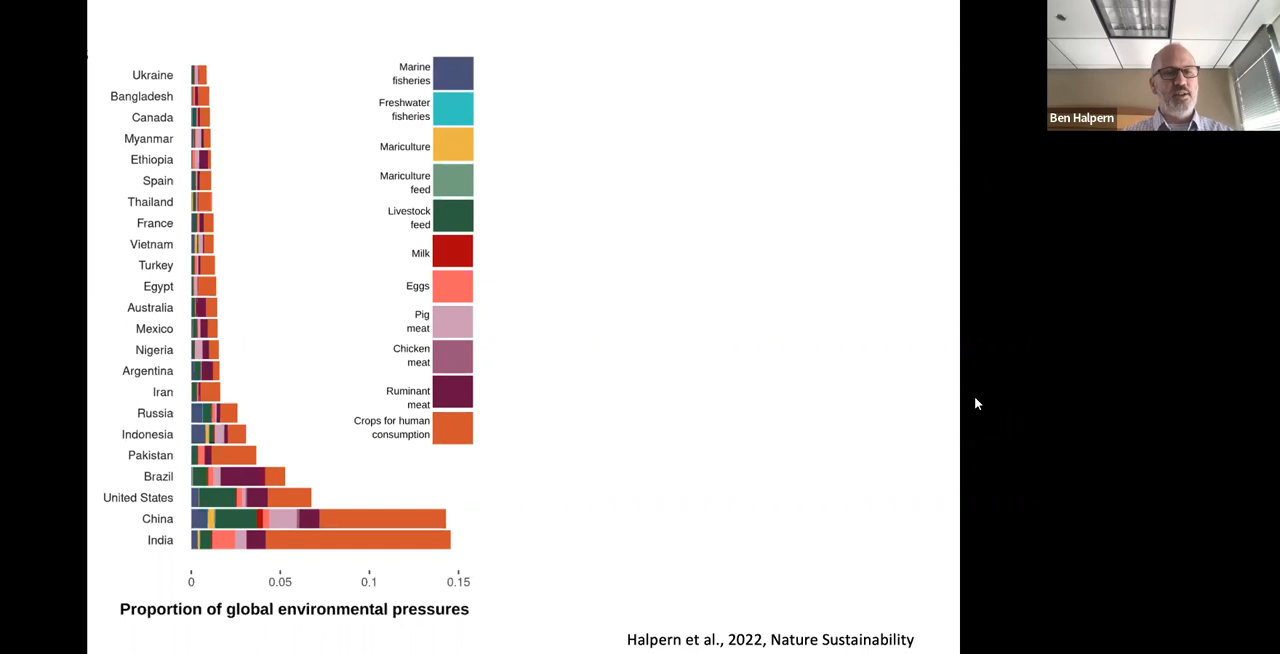 Ukraine
Bangladesh
Canada
Myanmar
Ethiopia
Spain
Thailand
France
Vietnam
Turkey
Egypt
Australia
Mexico
Nigeria
Argentina
Iran
Russia
Indonesia
Pakistan
Brazil
United States
China
India
Marine
fisheries
Freshwater
fisheries
Mariculture
Mariculture
feed
Livestock
feed
Milk
Eggs
Pig
meat
Chicken
meat
Ruminant
meat
Crops for human
consumption
0 0.05 0.1 0.15
Proportion of global environmental pressures
Halpern et al., 2022, Nature Sustainability
Ben Halpern